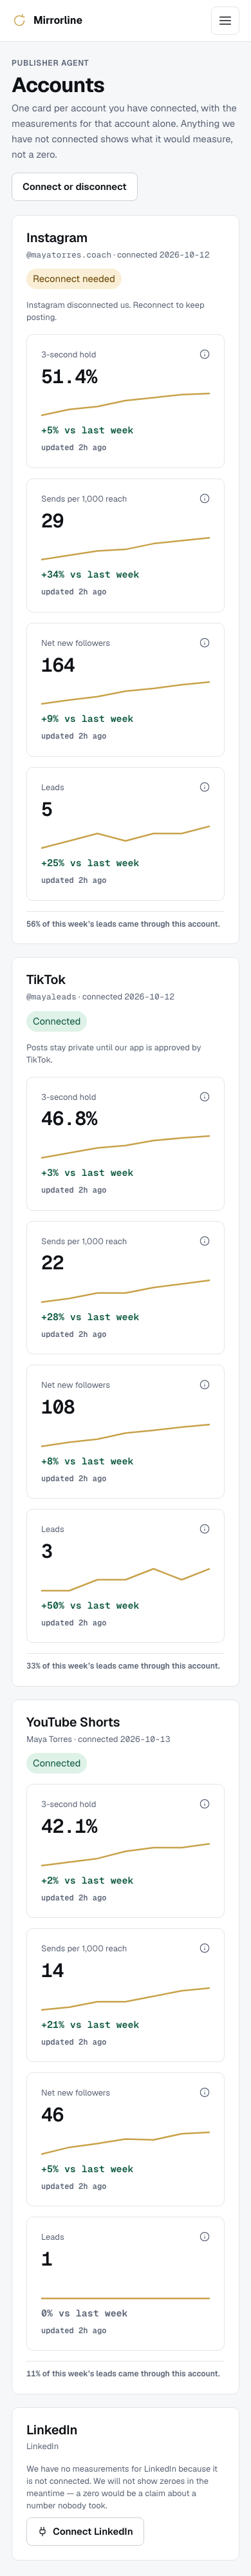 Mirrorline
PUBLISHER AGENT
Accounts
One card per account you have connected, with the
measurements for that account alone. Anything we
have not connected shows what it would measure,
not a zero.
Connect or disconnect
Instagram
@mayatorres.coach · connected 2026-10-12
Reconnect needed
Instagram disconnected us. Reconnect to keep
posting.
3-second hold
51.4%
+5% vs last week
updated 2h ago
Sends per 1,000 reach
29
+34% vs last week
updated 2h ago
Net new followers
164
+9% vs last week
updated 2h ago
Leads
5
+25% vs last week
updated 2h ago
56% of this week's leads came through this account.
TikTok
@mayaleads · connected 2026-10-12
Connected
Posts stay private until our app is approved by
TikTok.
3-second hold
46.8%
+3% vs last week
updated 2h ago
Sends per 1,000 reach
22
+28% vs last week
updated 2h ago
Net new followers
108
+8% vs last week
updated 2h ago
Leads
3
+50% vs last week
updated 2h ago
33% of this week's leads came through this account.
YouTube Shorts
Maya Torres · connected 2026-10-13
Connected
3-second hold
42.1%
+2% vs last week
updated 2h ago
Sends per 1,000 reach
14
+21% vs last week
updated 2h ago
Net new followers
46
+5% vs last week
updated 2h ago
Leads
1
0% vs last week
updated 2h ago
11% of this week's leads came through this account.
LinkedIn
LinkedIn
We have no measurements for LinkedIn because it
is not connected. We will not show zeroes in the
meantime — a zero would be a claim about a
number nobody took.
Connect LinkedIn